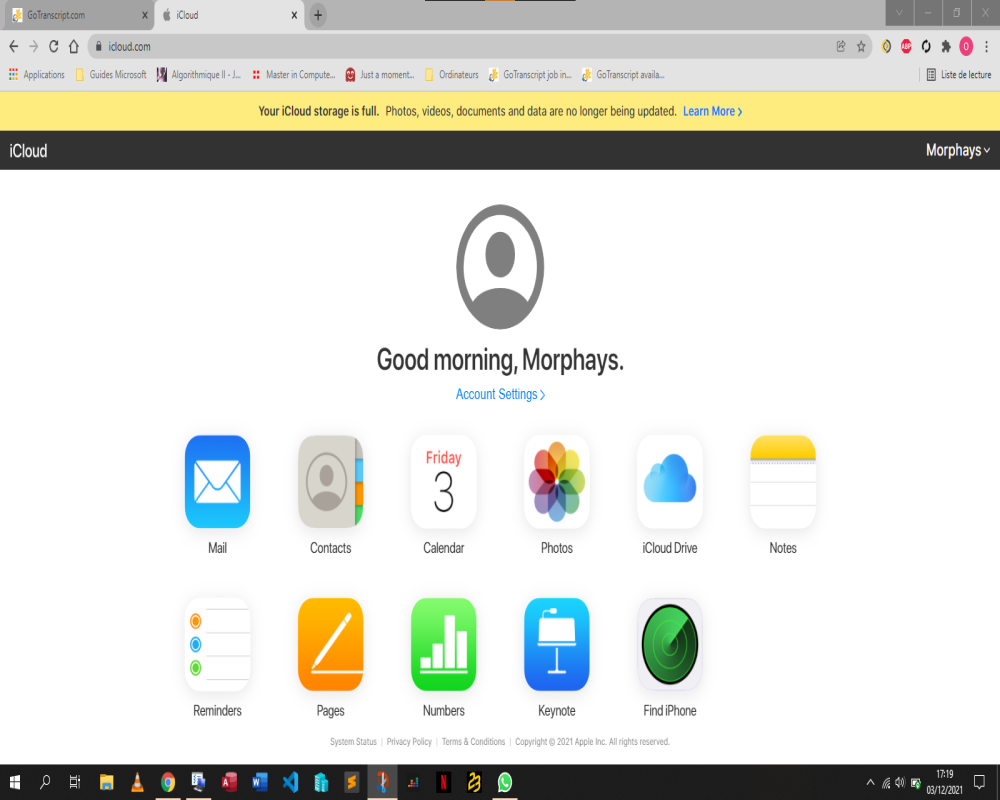 GoTranscript.com
iCloud
icloud.com
ABP
O
Applications
Guides Microsoft
Algorithmique II - J...
Master in Compute...
Just a moment...
Ordinateurs
GoTranscript job in...
GoTranscript availa...
Liste de lecture
Your iCloud storage is full. Photos, videos, documents and data are no longer being updated. Learn More
iCloud
Morphays
Good morning, Morphays.
Account Settings
Friday
3
Mail
Contacts
Calendar
Photos
iCloud Drive
Notes
Reminders
Pages
Numbers
Keynote
Find iPhone
System Status | Privacy Policy | Terms & Conditions | Copyright © 2021 Apple Inc. All rights reserved.
A
W
S
N
17:19
03/12/2021